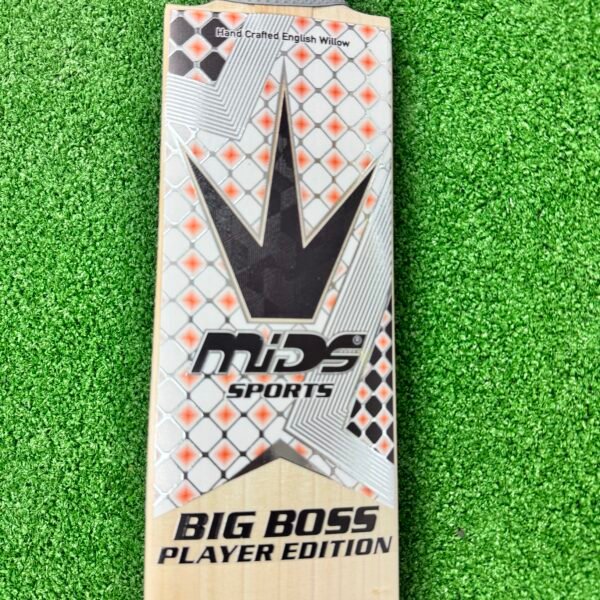 Hand Crafted English Willow
MiDS®
SPORTS
BIG BOSS
PLAYER EDITION